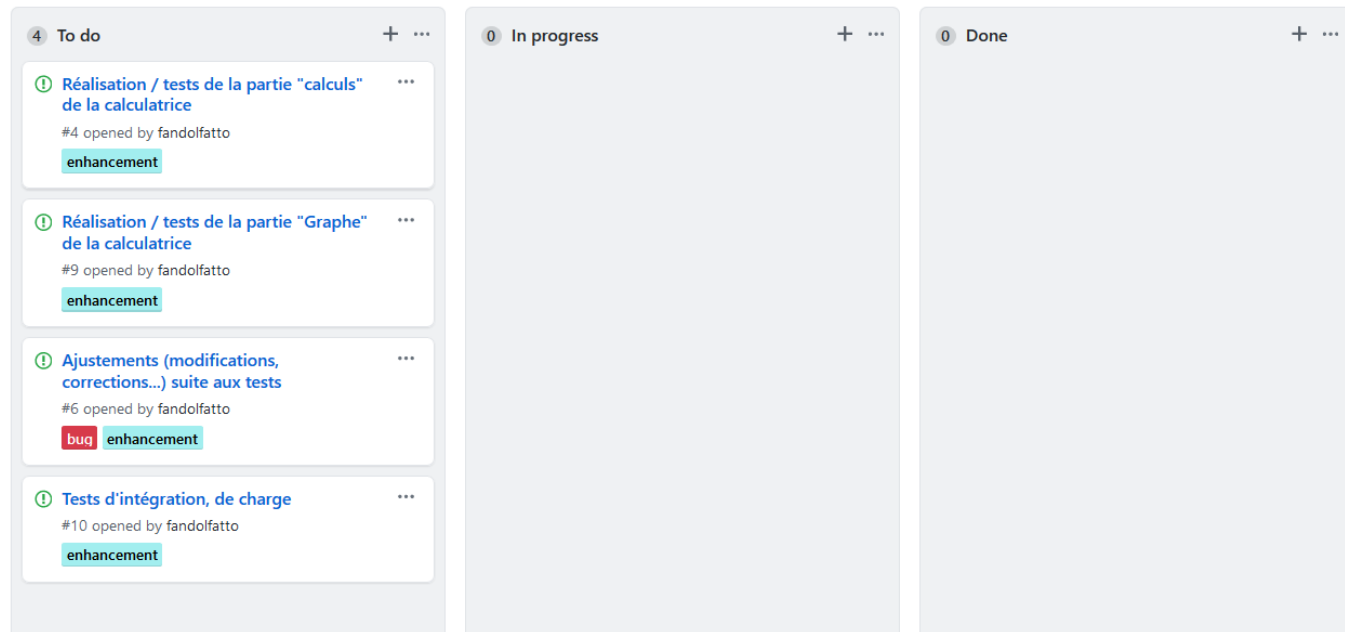 4 To do
Réalisation / tests de la partie "calculs"
de la calculatrice
#4 opened by fandolfatto
enhancement
Réalisation / tests de la partie "Graphe"
de la calculatrice
#9 opened by fandolfatto
enhancement
Ajustements (modifications,
corrections...) suite aux tests
#6 opened by fandolfatto
bug enhancement
Tests d'intégration, de charge
#10 opened by fandolfatto
enhancement
0 In progress
0 Done